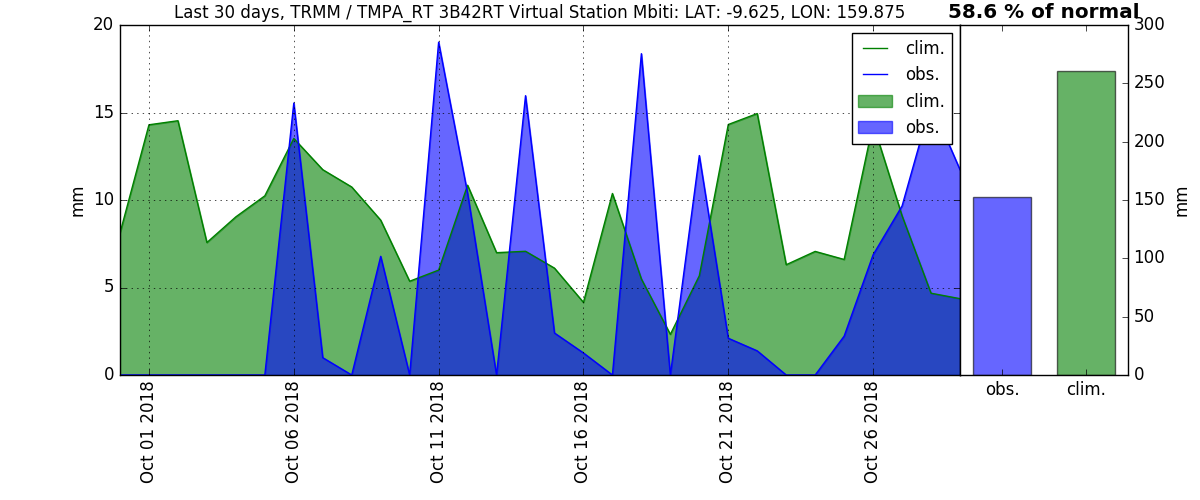 Last 30 days, TRMM / TMPA_RT 3B42RT Virtual Station Mbiti: LAT: -9.625, LON: 159.875
58.6 % of normal
20
15
10
5
0
mm
clim.
obs.
clim.
obs.
300
250
200
150
100
50
0
mm
obs.
clim.
Oct 01 2018
Oct 06 2018
Oct 11 2018
Oct 16 2018
Oct 21 2018
Oct 26 2018